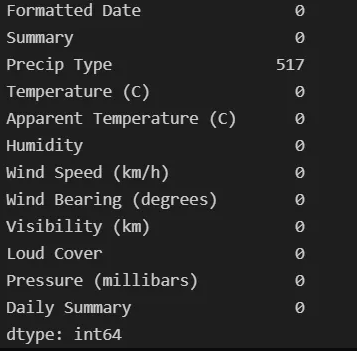 Formatted Date 0
Summary 0
Precip Type 517
Temperature (C) 0
Apparent Temperature (C) 0
Humidity 0
Wind Speed (km/h) 0
Wind Bearing (degrees) 0
Visibility (km) 0
Loud Cover 0
Pressure (millibars) 0
Daily Summary 0
dtype: int64